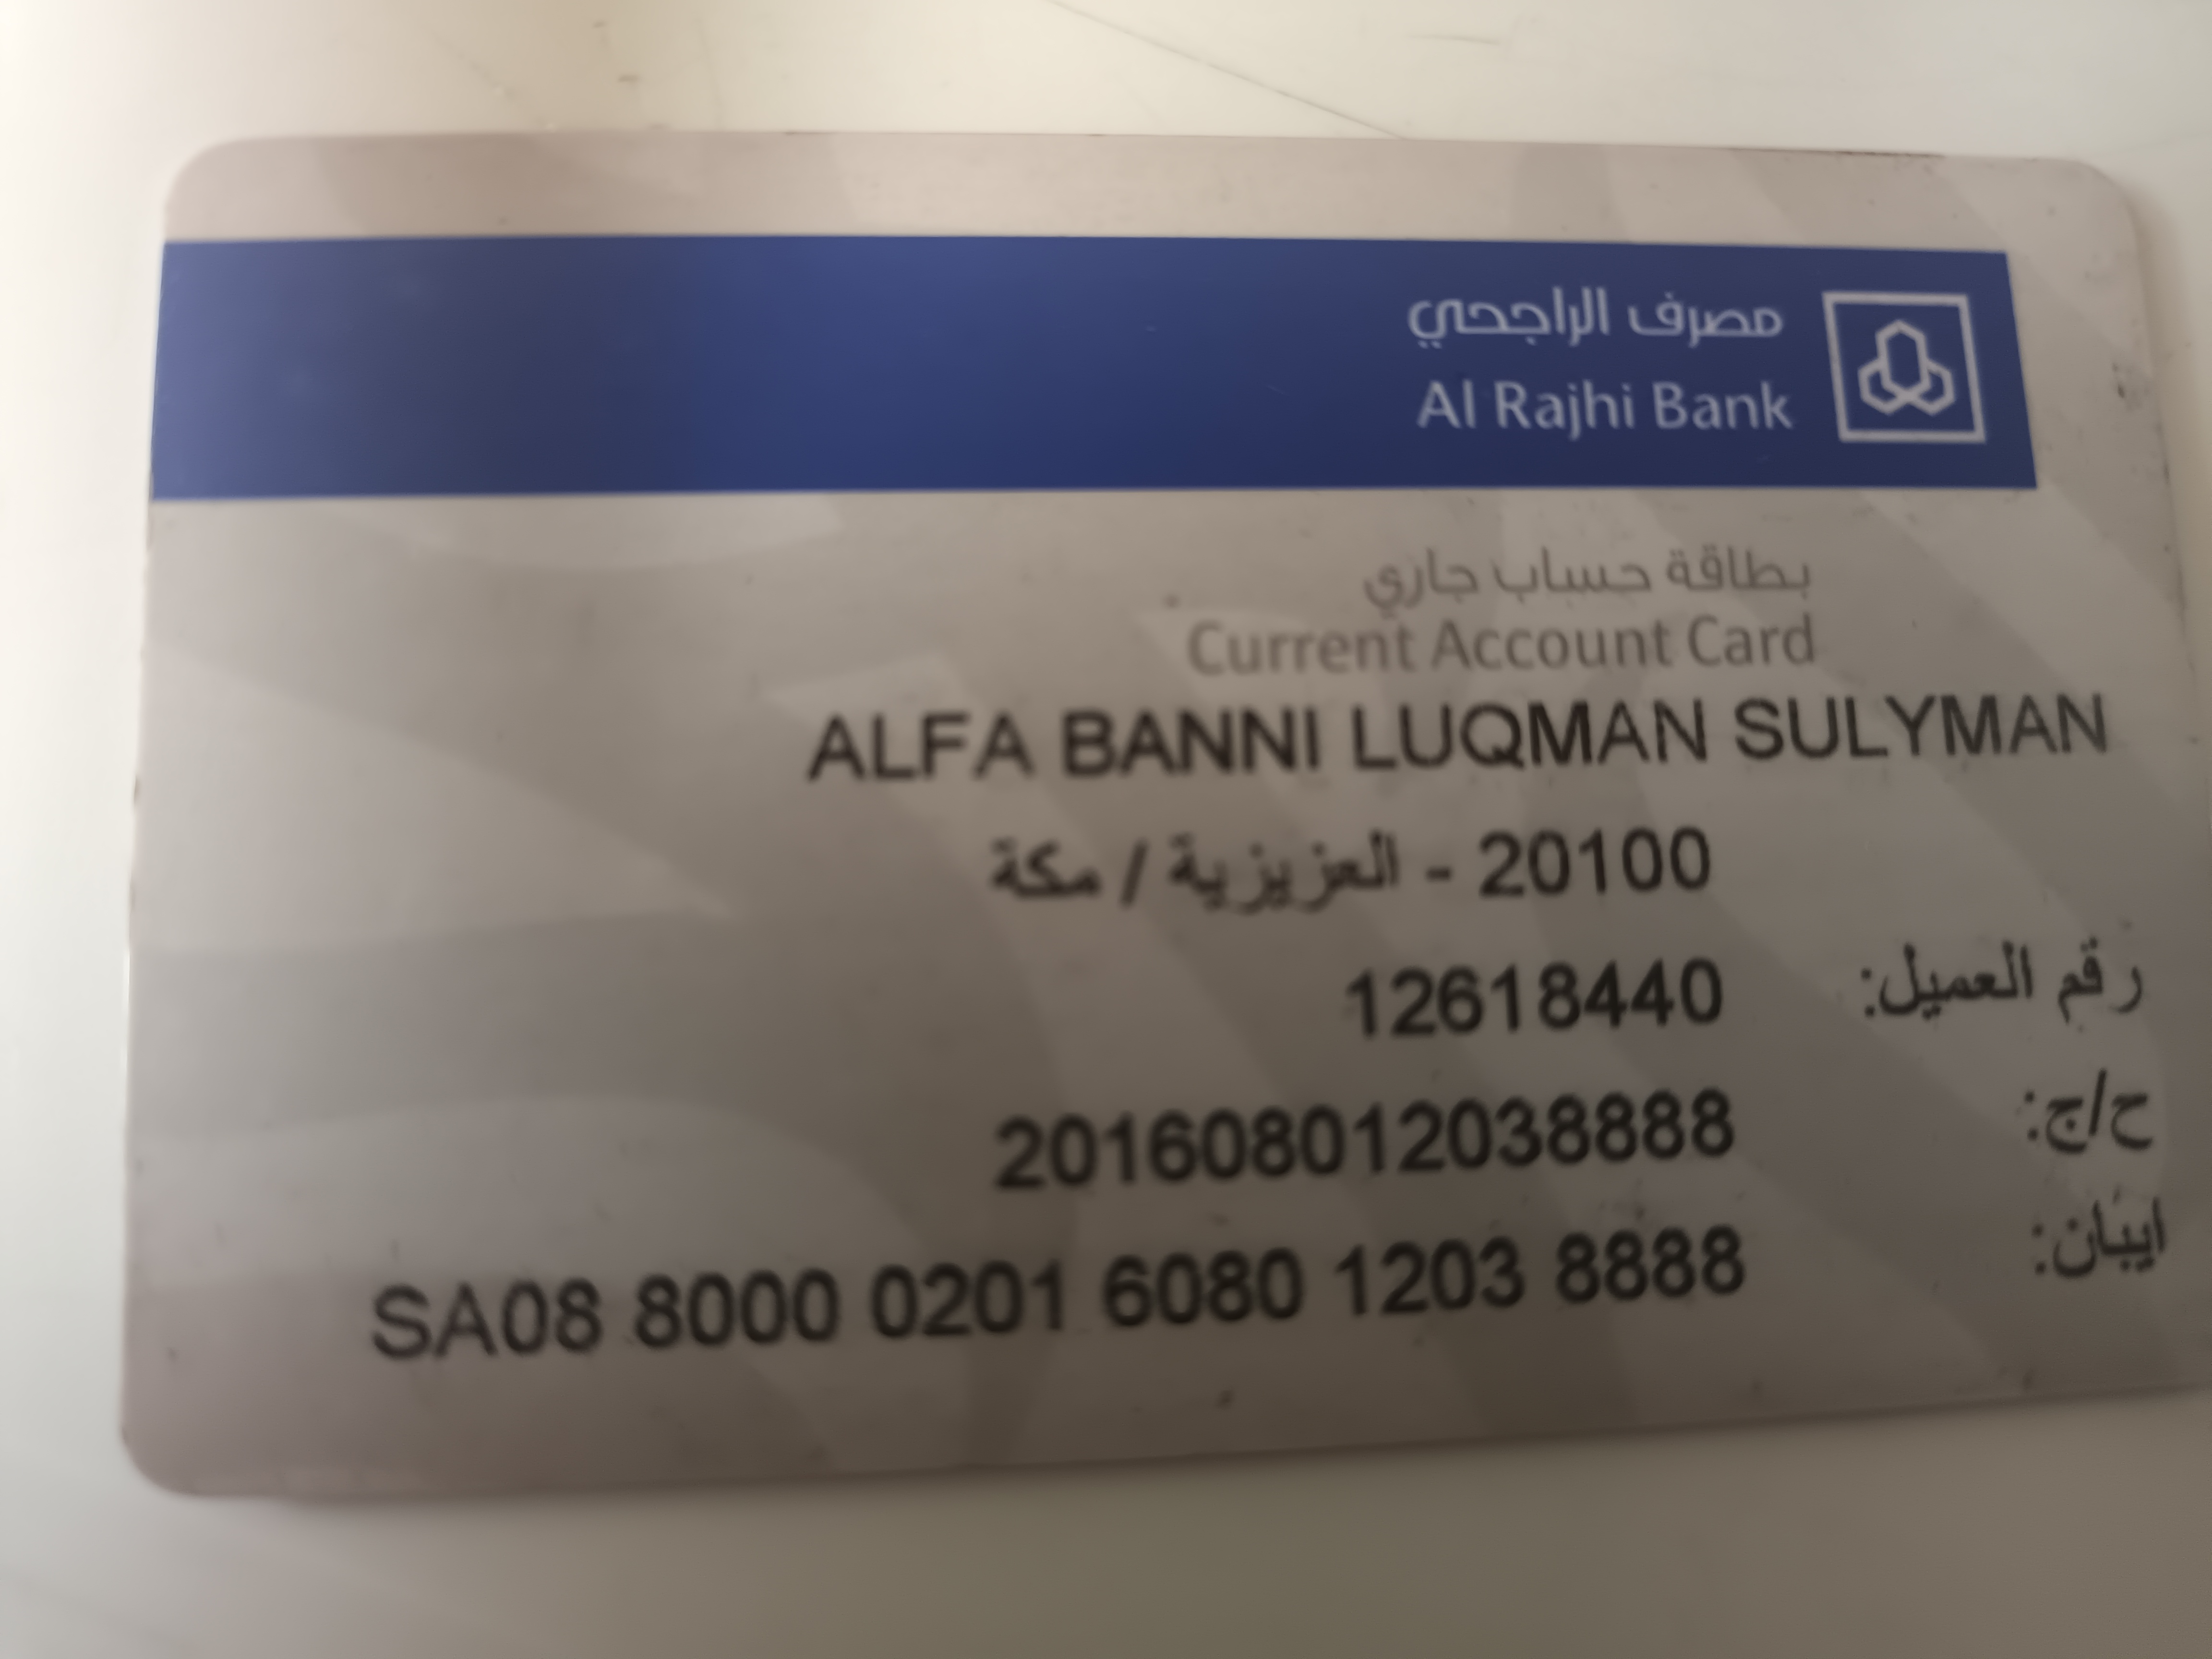 مصرف الراجحي
Al Rajhi Bank
بطاقة حساب جاري
Current Account Card
ALFA BANNI LUQMAN SULYMAN
20100 - العزيزية / مكة
رقم العميل: 12618440
ح/ج: 201608012038888
ايبان: SA08 8000 0201 6080 1203 8888